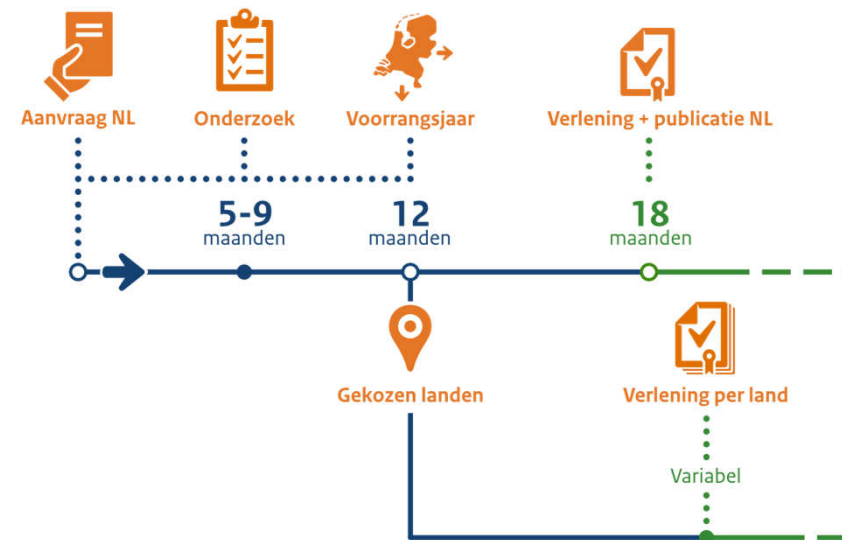 Aanvraag NL
Onderzoek
Voorrangsjaar
Verlening + publicatie NL
5-9
maanden
12
maanden
18
maanden
Gekozen landen
Verlening per land
Variabel